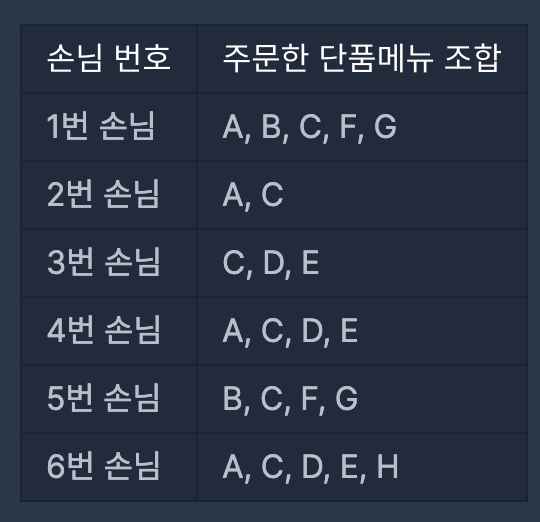 손님 번호 주문한 단품메뉴 조합
1번 손님 A, B, C, F, G
2번 손님 A, C
3번 손님 C, D, E
4번 손님 A, C, D, E
5번 손님 B, C, F, G
6번 손님 A, C, D, E, H